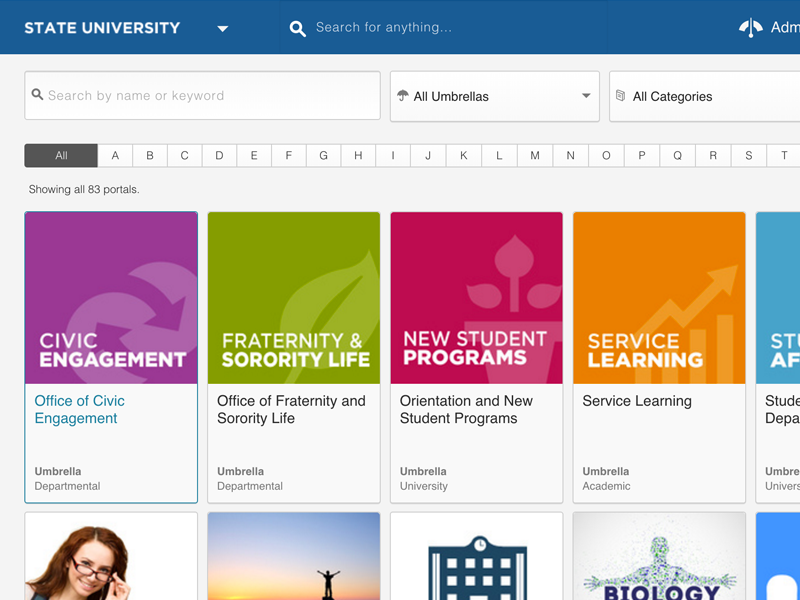 STATE UNIVERSITY
Search for anything...
Adm
Search by name or keyword
All Umbrellas
All Categories
All A B C D E F G H I J K L M N O P Q R S T
Showing all 83 portals.
CIVIC
ENGAGEMENT
Office of Civic
Engagement
Umbrella
Departmental
FRATERNITY &
SORORITY LIFE
Office of Fraternity and
Sorority Life
Umbrella
Departmental
NEW STUDENT
PROGRAMS
Orientation and New
Student Programs
Umbrella
University
SERVICE
LEARNING
Service Learning
Umbrella
Academic
STU
AF
Stude
Depa
Umbre
Univers
BIOLOGY